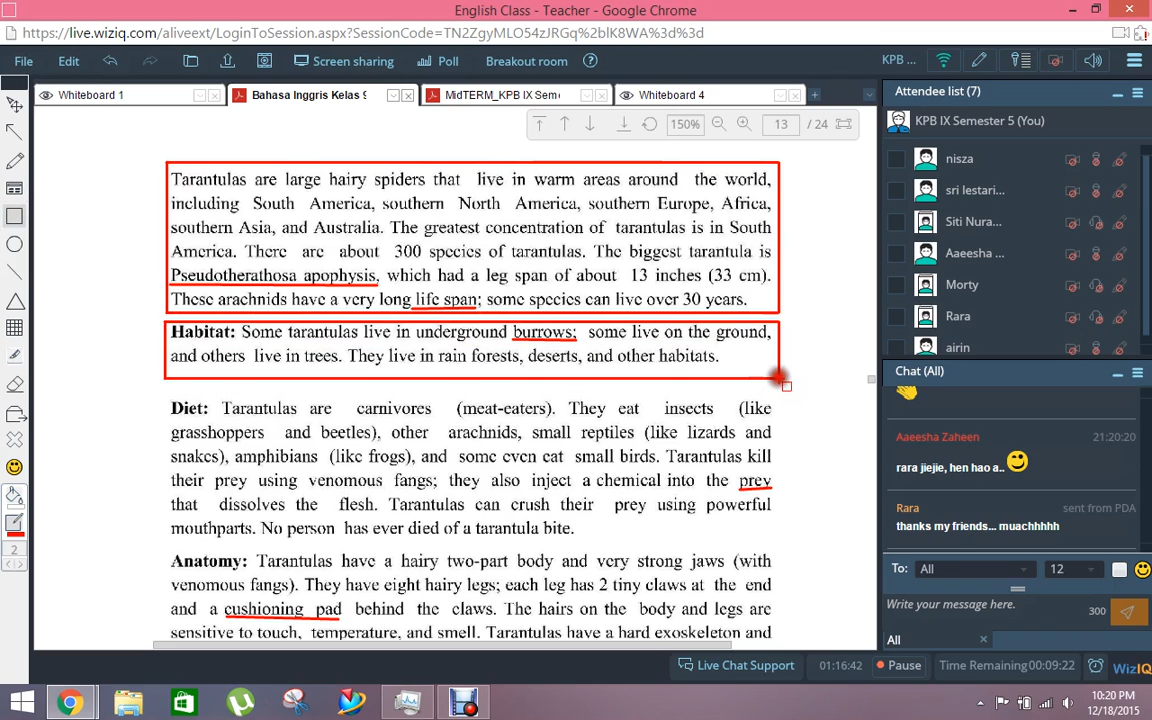 English Class - Teacher - Google Chrome
https://live.wiziq.com/aliveext/LoginToSession.aspx?SessionCode=TN2ZgyMLO54zJRGq%2blK8WA%3d%3d
File Edit Screen sharing Poll Breakout room KPB ...
Whiteboard 1 Bahasa Inggris Kelas 9 MidTERM_KPB IX Sem Whiteboard 4
150% 13 / 24
Tarantulas are large hairy spiders that live in warm areas around the world,
including South America, southern North America, southern Europe, Africa,
southern Asia, and Australia. The greatest concentration of tarantulas is in South
America. There are about 300 species of tarantulas. The biggest tarantula is
Pseudotherathosa apophysis, which had a leg span of about 13 inches (33 cm).
These arachnids have a very long life span; some species can live over 30 years.
Habitat: Some tarantulas live in underground burrows; some live on the ground,
and others live in trees. They live in rain forests, deserts, and other habitats.
Diet: Tarantulas are carnivores (meat-eaters). They eat insects (like
grasshoppers and beetles), other arachnids, small reptiles (like lizards and
snakes), amphibians (like frogs), and some even eat small birds. Tarantulas kill
their prey using venomous fangs; they also inject a chemical into the prey
that dissolves the flesh. Tarantulas can crush their prey using powerful
mouthparts. No person has ever died of a tarantula bite.
Anatomy: Tarantulas have a hairy two-part body and very strong jaws (with
venomous fangs). They have eight hairy legs; each leg has 2 tiny claws at the end
and a cushioning pad behind the claws. The hairs on the body and legs are
sensitive to touch, temperature, and smell. Tarantulas have a hard exoskeleton and
2
Attendee list (7)
KPB IX Semester 5 (You)
nisza
sri lestari...
Siti Nura...
Aaeesha ...
Morty
Rara
airin
Chat (All)
Aaeesha Zaheen 21:20:20
rara jiejie, hen hao a..
Rara sent from PDA
thanks my friends... muachhhhh
To: All 12
Write your message here. 300
All
Live Chat Support 01:16:42 Pause Time Remaining 00:09:22 WizIQ
10:20 PM
12/18/2015